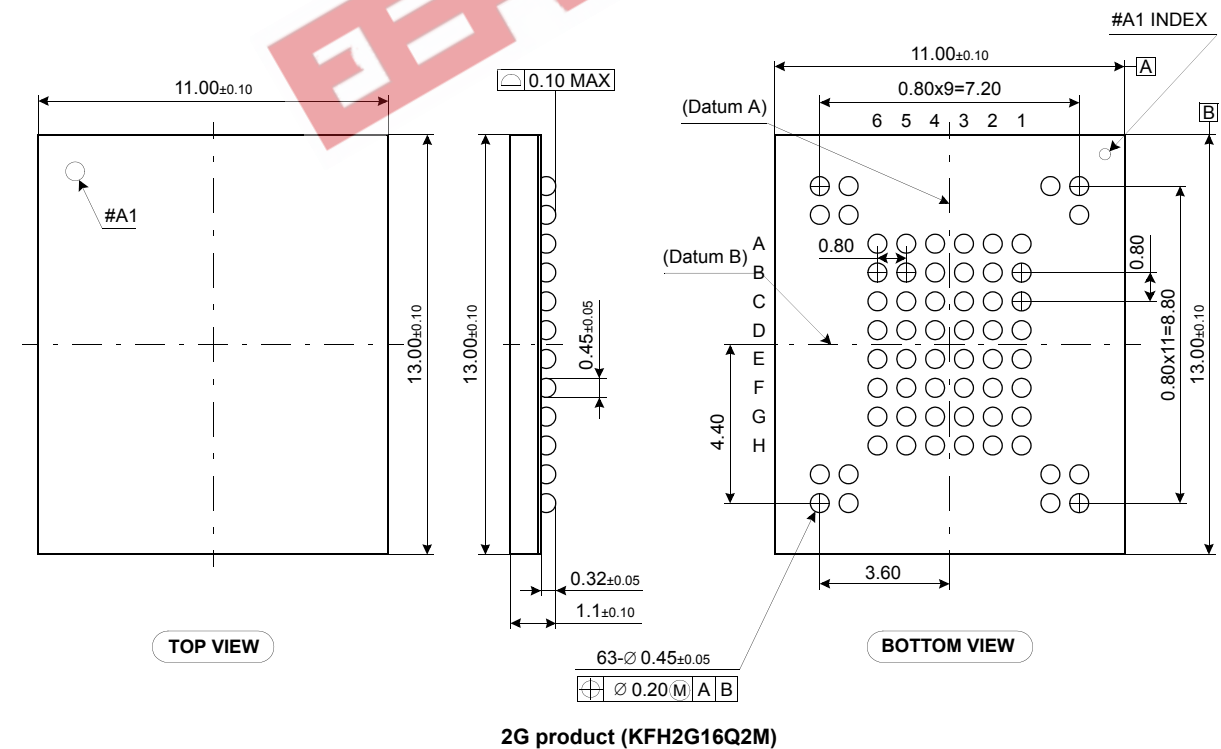 #A1 INDEX
11.00±0.10
0.10 MAX
11.00±0.10
A
0.80x9=7.20
(Datum A)
6 5 4 3 2 1
B
#A1
A
0.80
(Datum B)
B
0.80
C
D
E
F
G
H
13.00±0.10
13.00±0.10
0.45±0.05
4.40
0.80x11=8.80
13.00±0.10
0.32±0.05
1.1±0.10
3.60
TOP VIEW
BOTTOM VIEW
63-∅ 0.45±0.05
∅ 0.20 Ⓜ A B
2G product (KFH2G16Q2M)